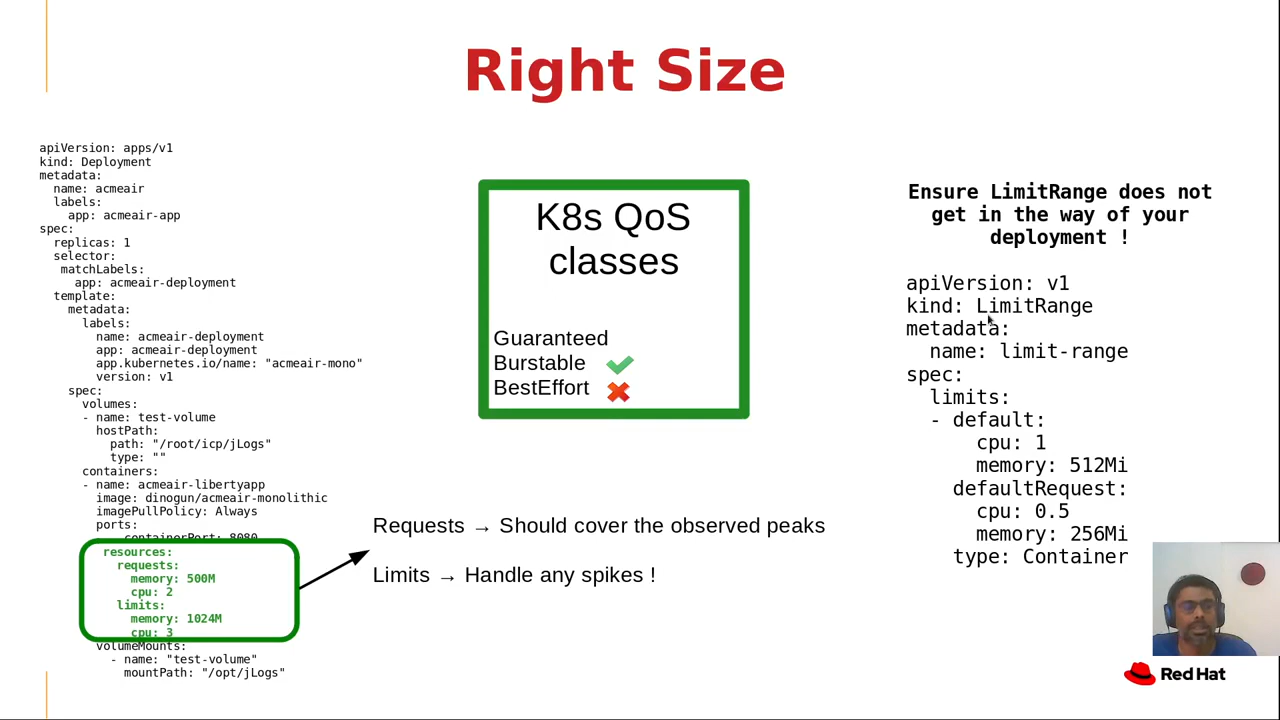 Right Size
apiVersion: apps/v1
kind: Deployment
metadata:
  name: acmeair
  labels:
    app: acmeair-app
spec:
  replicas: 1
  selector:
   matchLabels:
     app: acmeair-deployment
  template:
    metadata:
      labels:
        name: acmeair-deployment
        app: acmeair-deployment
        app.kubernetes.io/name: "acmeair-mono"
        version: v1
    spec:
      volumes:
      - name: test-volume
        hostPath:
          path: "/root/icp/jLogs"
          type: ""
      containers:
      - name: acmeair-libertyapp
        image: dinogun/acmeair-monolithic
        imagePullPolicy: Always
        ports:
          containerPort: 8080
         resources:
           requests:
             memory: 500M
             cpu: 2
           limits:
             memory: 1024M
             cpu: 3
        volumeMounts:
          - name: "test-volume"
            mountPath: "/opt/jLogs"
K8s QoS
classes
Guaranteed
Burstable
BestEffort
Requests → Should cover the observed peaks
Limits → Handle any spikes !
Ensure LimitRange does not
get in the way of your
deployment !
apiVersion: v1
kind: LimitRange
metadata:
  name: limit-range
spec:
  limits:
  - default:
      cpu: 1
      memory: 512Mi
    defaultRequest:
      cpu: 0.5
      memory: 256Mi
    type: Container
Red Hat